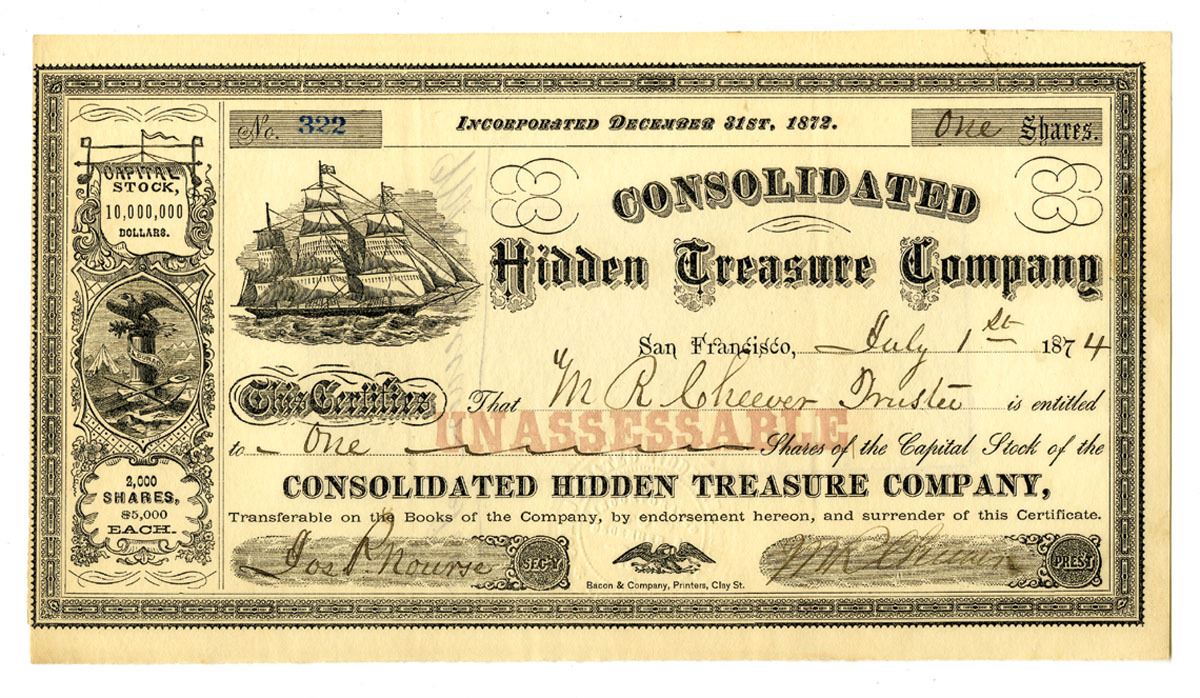 No. 322
INCORPORATED DECEMBER 31ST, 1872.
One Shares.
CAPITAL
STOCK,
10,000,000
DOLLARS.
CONSOLIDATED
Hidden Treasure Company
San Francisco, July 1st 1874
This Certifies That M R Cheever Trustee is entitled
UNASSESSABLE
to One Shares of the Capital Stock of the
CONSOLIDATED HIDDEN TREASURE COMPANY,
Transferable on the Books of the Company, by endorsement hereon, and surrender of this Certificate.
2,000
SHARES,
$5,000
EACH.
Jos P. Nourse SEC'Y
Bacon & Company, Printers, Clay St.
PREST